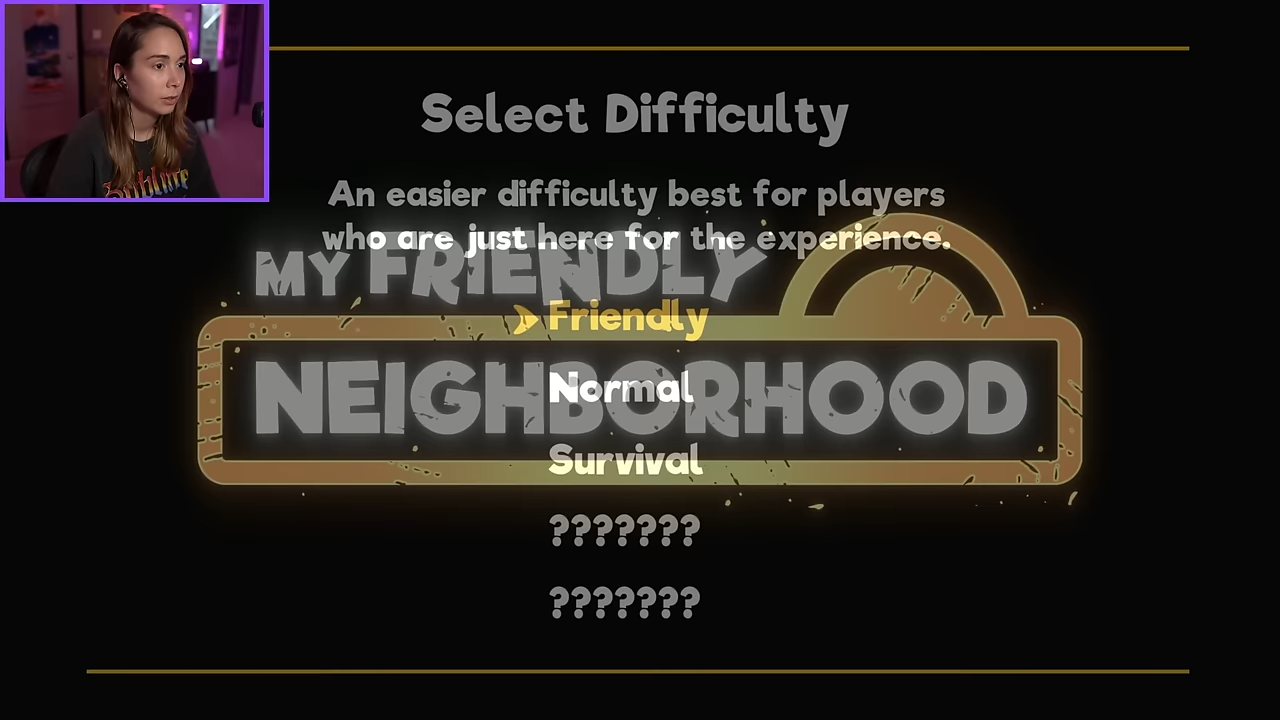 Select Difficulty
An easier difficulty best for players
who are just here for the experience.
MY FRIENDLY
Friendly
NEIGHBORHOOD
Normal
Survival
???????
???????
Sublime